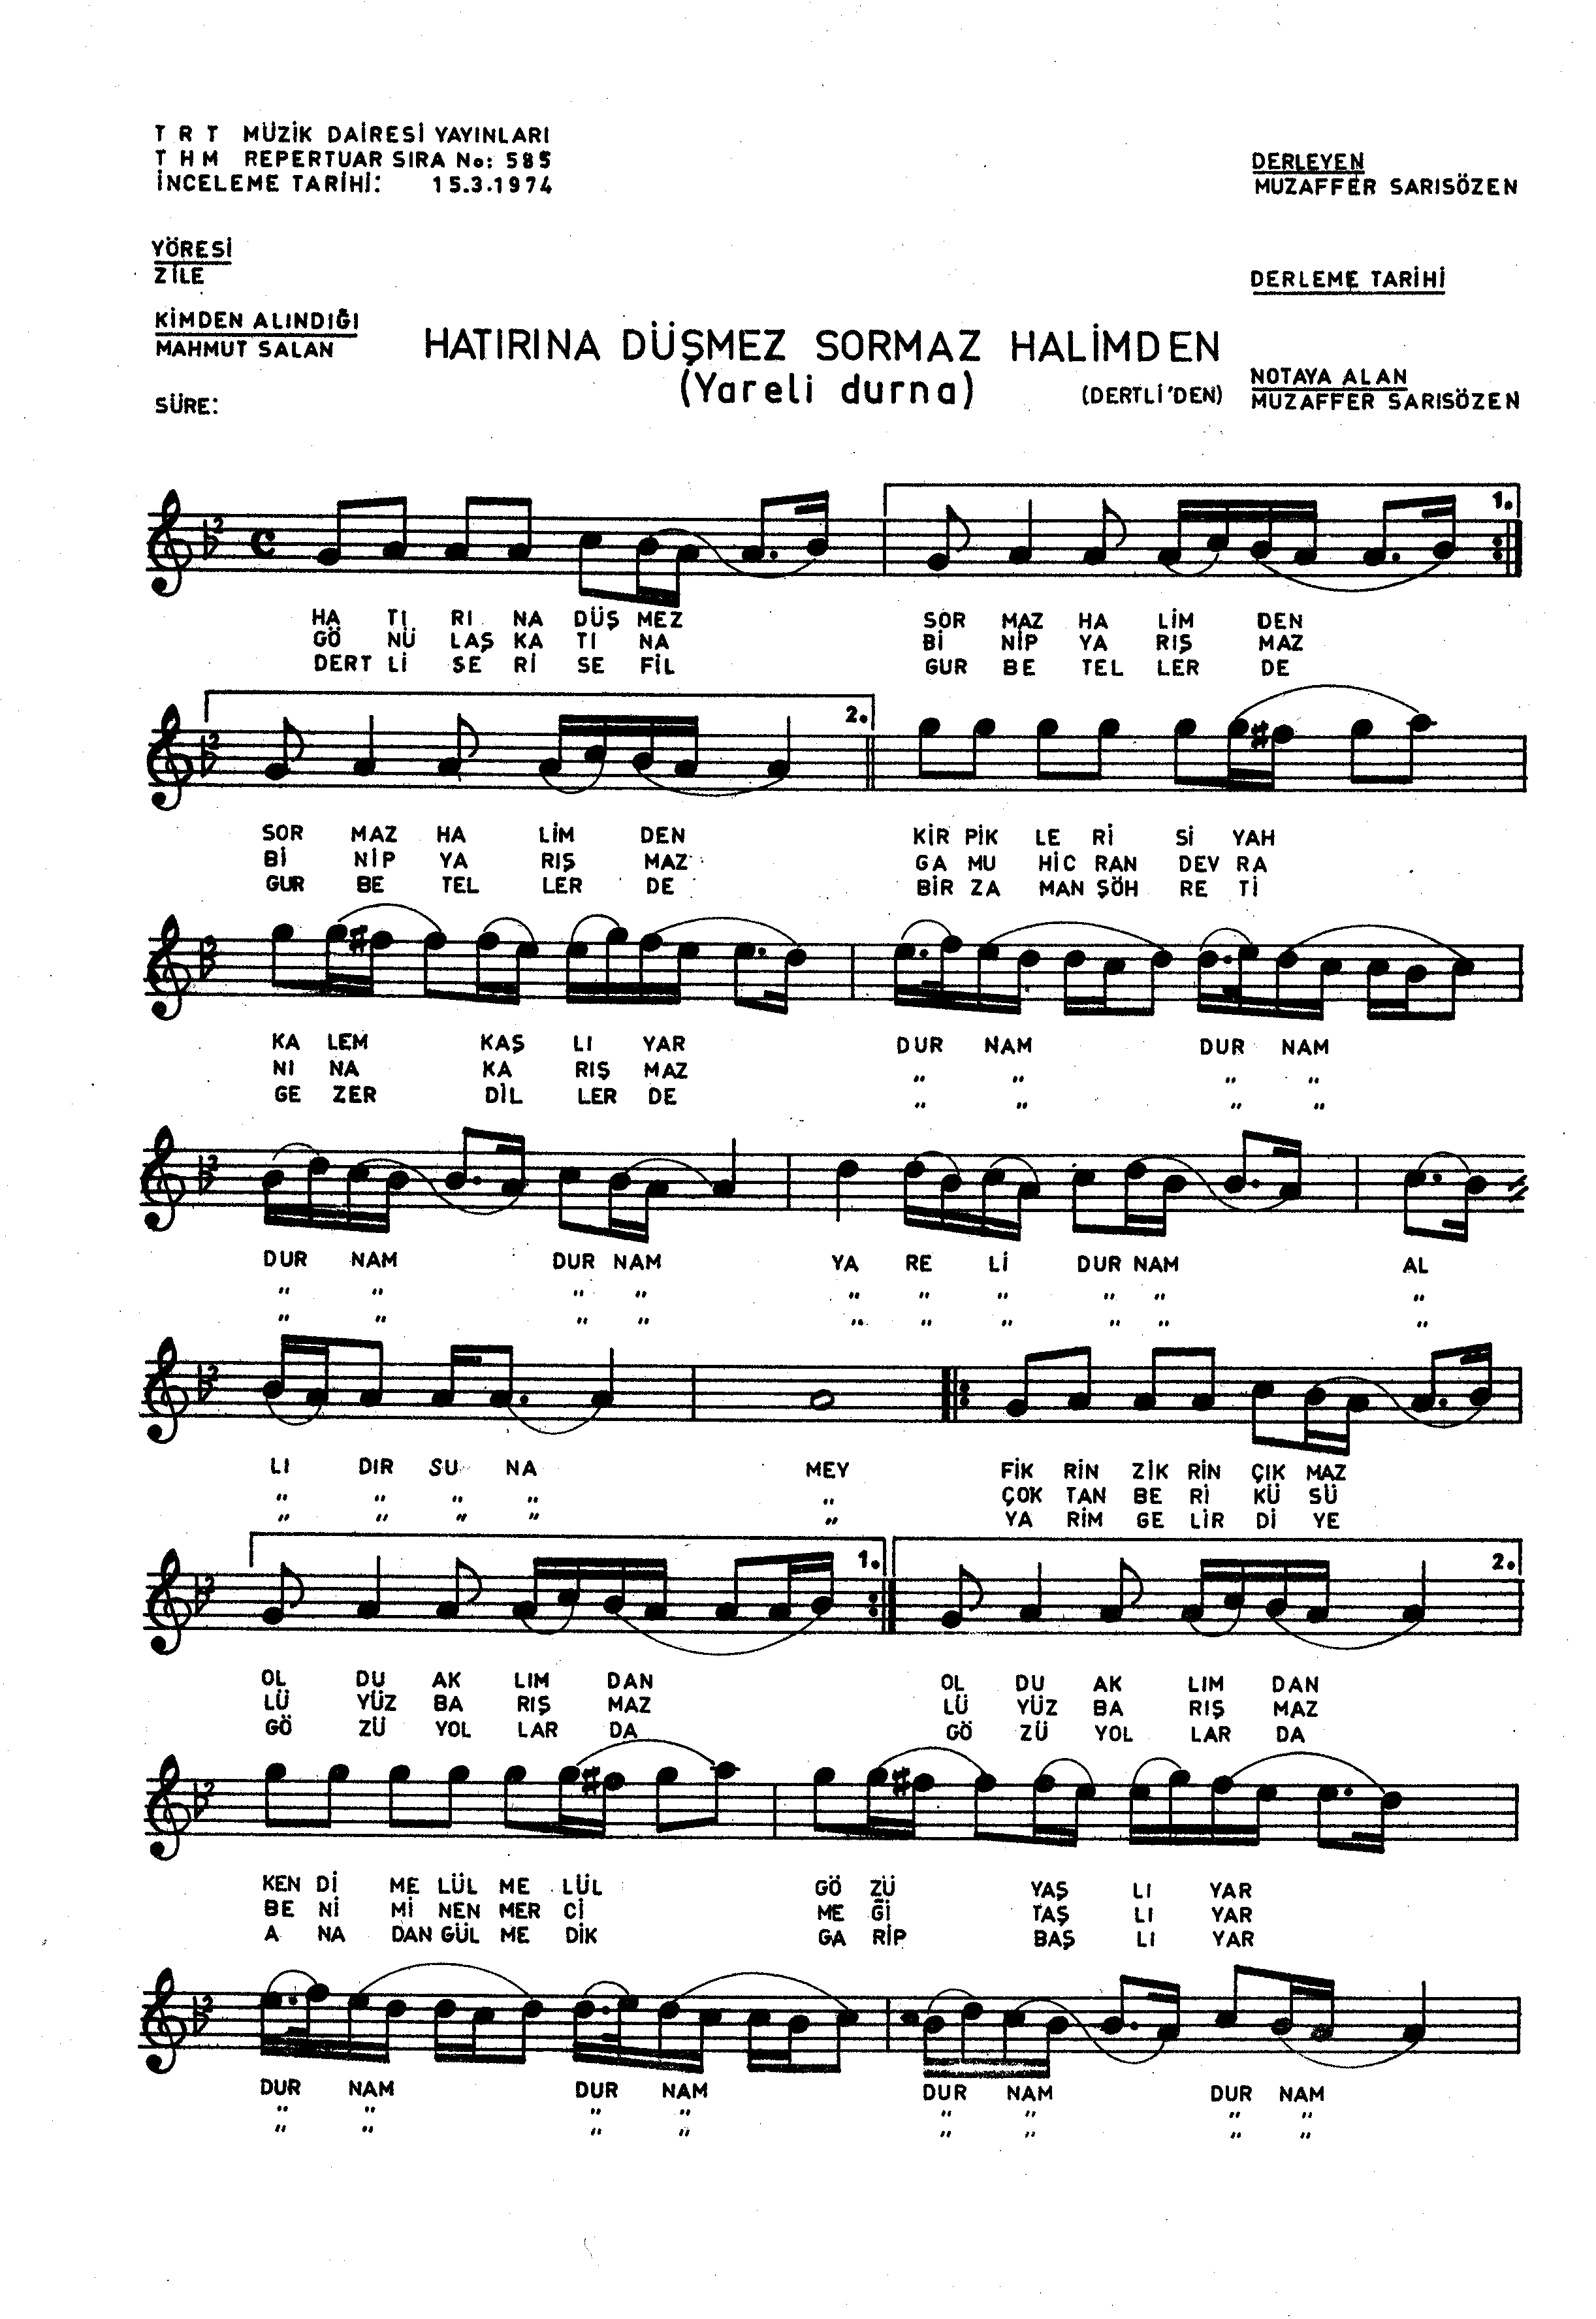 T R T MÜZİK DAİRESİ YAYINLARI
T H M REPERTUAR SIRA No: 585
İNCELEME TARİHİ: 15.3.1974
DERLEYEN
MUZAFFER SARISÖZEN
YÖRESİ
ZİLE
DERLEME TARİHİ
KİMDEN ALINDIĞI
MAHMUT SALAN
HATIRINA DÜŞMEZ SORMAZ HALİMDEN
(Yareli durna)
(DERTLİ'DEN)
NOTAYA ALAN
MUZAFFER SARISÖZEN
SÜRE:
1.
HA TI RI NA DÜŞ MEZ SOR MAZ HA LİM DEN
GÖ NÜ LAŞ KA TI NA Bİ NİP YA RIŞ MAZ
DERT Lİ SE Rİ SE FİL GUR BE TEL LER DE
2.
SOR MAZ HA LİM DEN KİR PİK LE Rİ Sİ YAH
Bİ NİP YA RIŞ MAZ GA MU HİC RAN DEV RA
GUR BE TEL LER DE BİR ZA MAN ŞÖH RE Tİ
KA LEM KAŞ LI YAR DUR NAM DUR NAM
NI NA KA RIŞ MAZ " " " "
GE ZER DİL LER DE " " " "
DUR NAM DUR NAM YA RE Lİ DUR NAM AL
" " " " " " " " " "
" " " " " " " " " "
LI DIR SU NA MEY FİK RİN ZİK RİN ÇIK MAZ
" " " " " ÇOK TAN BE Rİ KÜ SÜ
" " " " " YA RİM GE LİR Dİ YE
1. 2.
OL DU AK LIM DAN OL DU AK LIM DAN
LÜ YÜZ BA RIŞ MAZ LÜ YÜZ BA RIŞ MAZ
GÖ ZÜ YOL LAR DA GÖ ZÜ YOL LAR DA
KEN Dİ ME LÜL ME LÜL GÖ ZÜ YAŞ LI YAR
BE Nİ Mİ NEN MER Cİ ME Ğİ TAŞ LI YAR
A NA DAN GÜL ME DİK GA RİP BAŞ LI YAR
DUR NAM DUR NAM DUR NAM DUR NAM
" " " " " " " "
" " " " " " " "